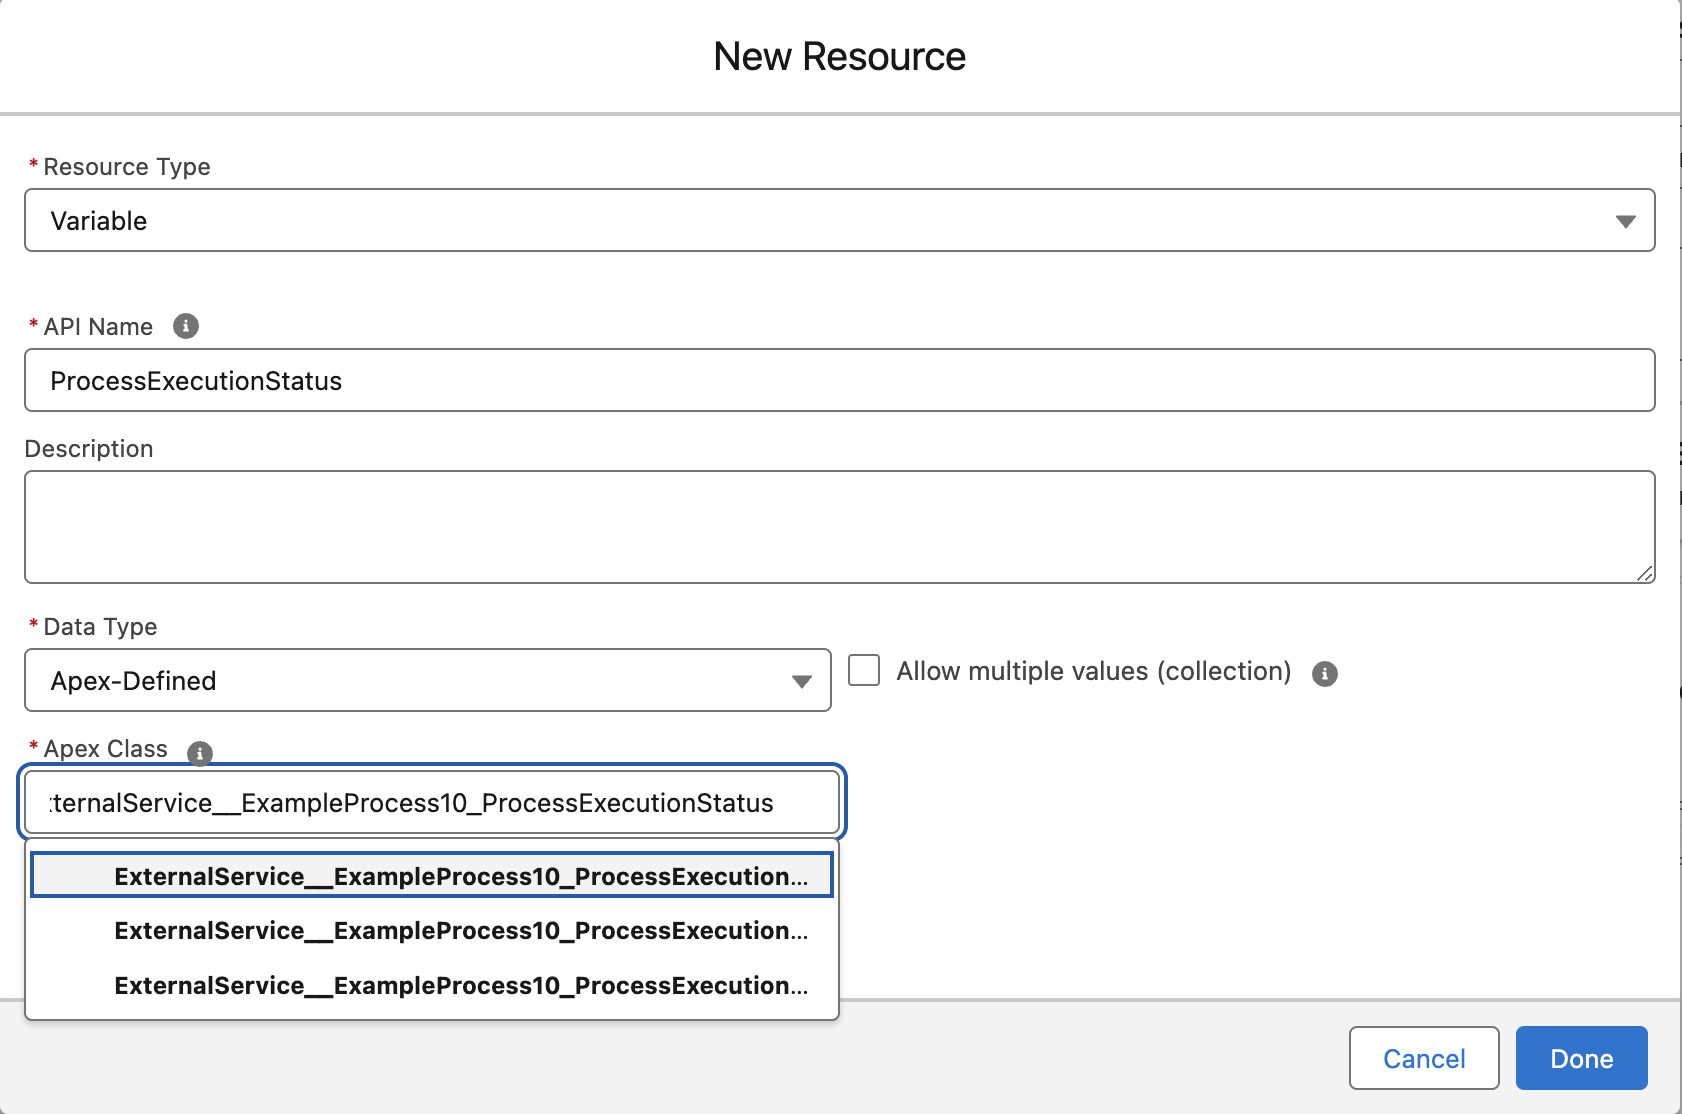 New Resource
* Resource Type
Variable
* API Name
ProcessExecutionStatus
Description
* Data Type
Apex-Defined
Allow multiple values (collection)
* Apex Class
ternalService__ExampleProcess10_ProcessExecutionStatus
ExternalService__ExampleProcess10_ProcessExecution...
ExternalService__ExampleProcess10_ProcessExecution...
ExternalService__ExampleProcess10_ProcessExecution...
Cancel
Done